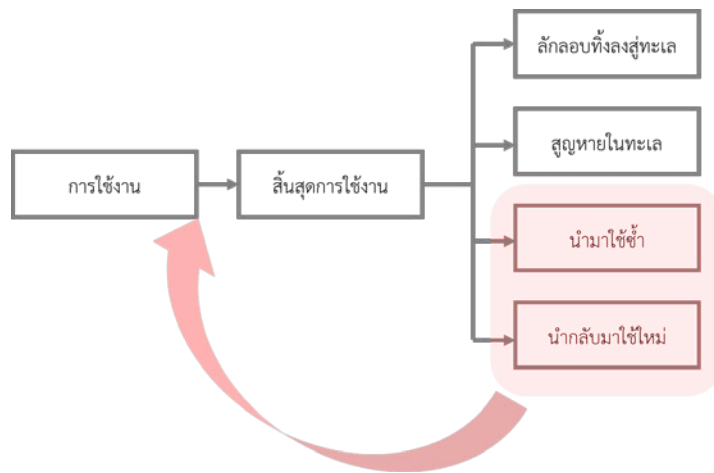 ลักลอบทิ้งลงสู่ทะเล
สูญหายในทะเล
การใช้งาน
สิ้นสุดการใช้งาน
นำมาใช้ซ้ำ
นำกลับมาใช้ใหม่